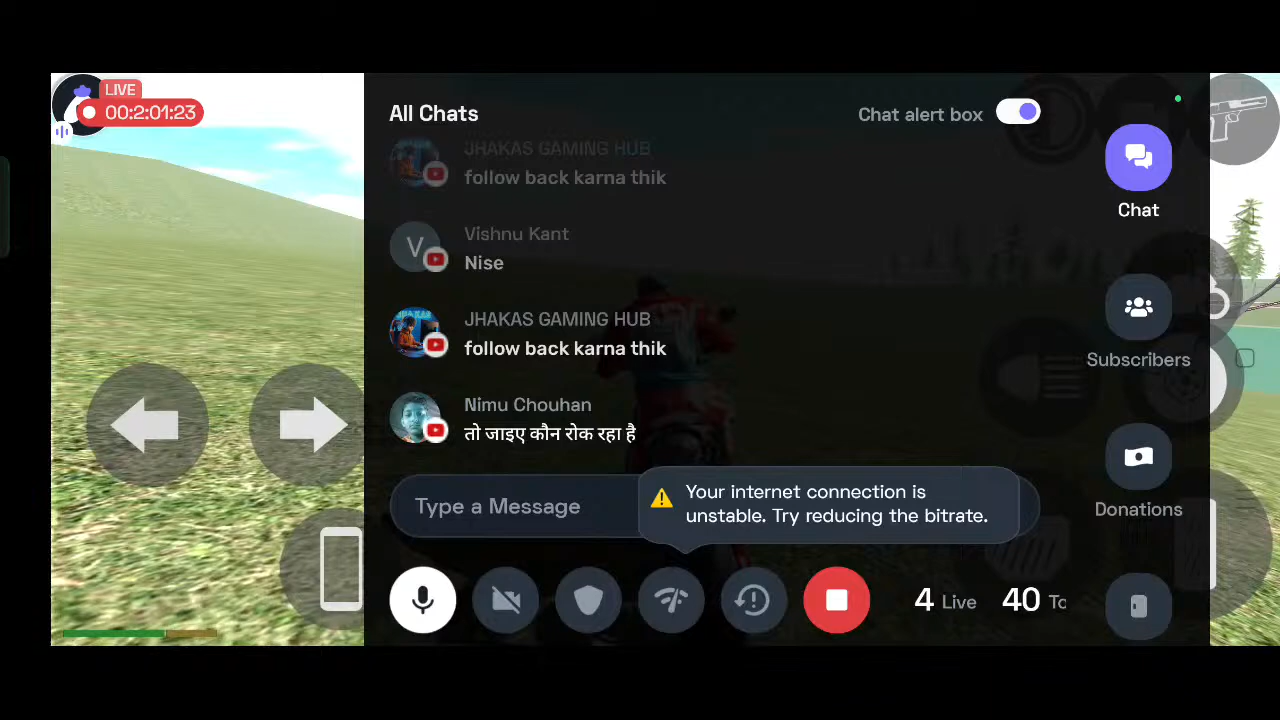 LIVE
00:2:01:23
All Chats
Chat alert box
JHAKAS GAMING HUB
follow back karna thik
Chat
V
Vishnu Kant
Nise
JHAKAS GAMING HUB
follow back karna thik
Subscribers
Nimu Chouhan
तो जाइए कौन रोक रहा है
Type a Message
Your internet connection is
unstable. Try reducing the bitrate.
Donations
4 Live 40 To